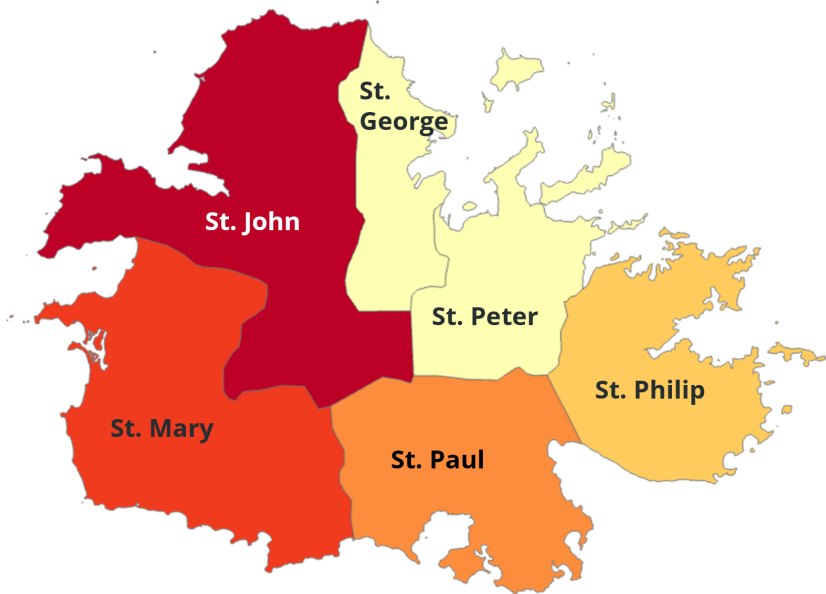 St.
George
St. John
St. Peter
St. Philip
St. Mary
St. Paul